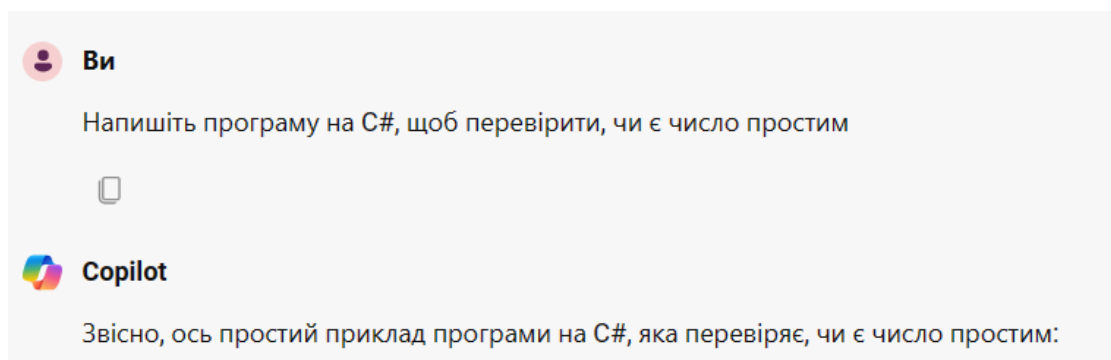 Ви
Напишіть програму на C#, щоб перевірити, чи є число простим
Copilot
Звісно, ось простий приклад програми на C#, яка перевіряє, чи є число простим: